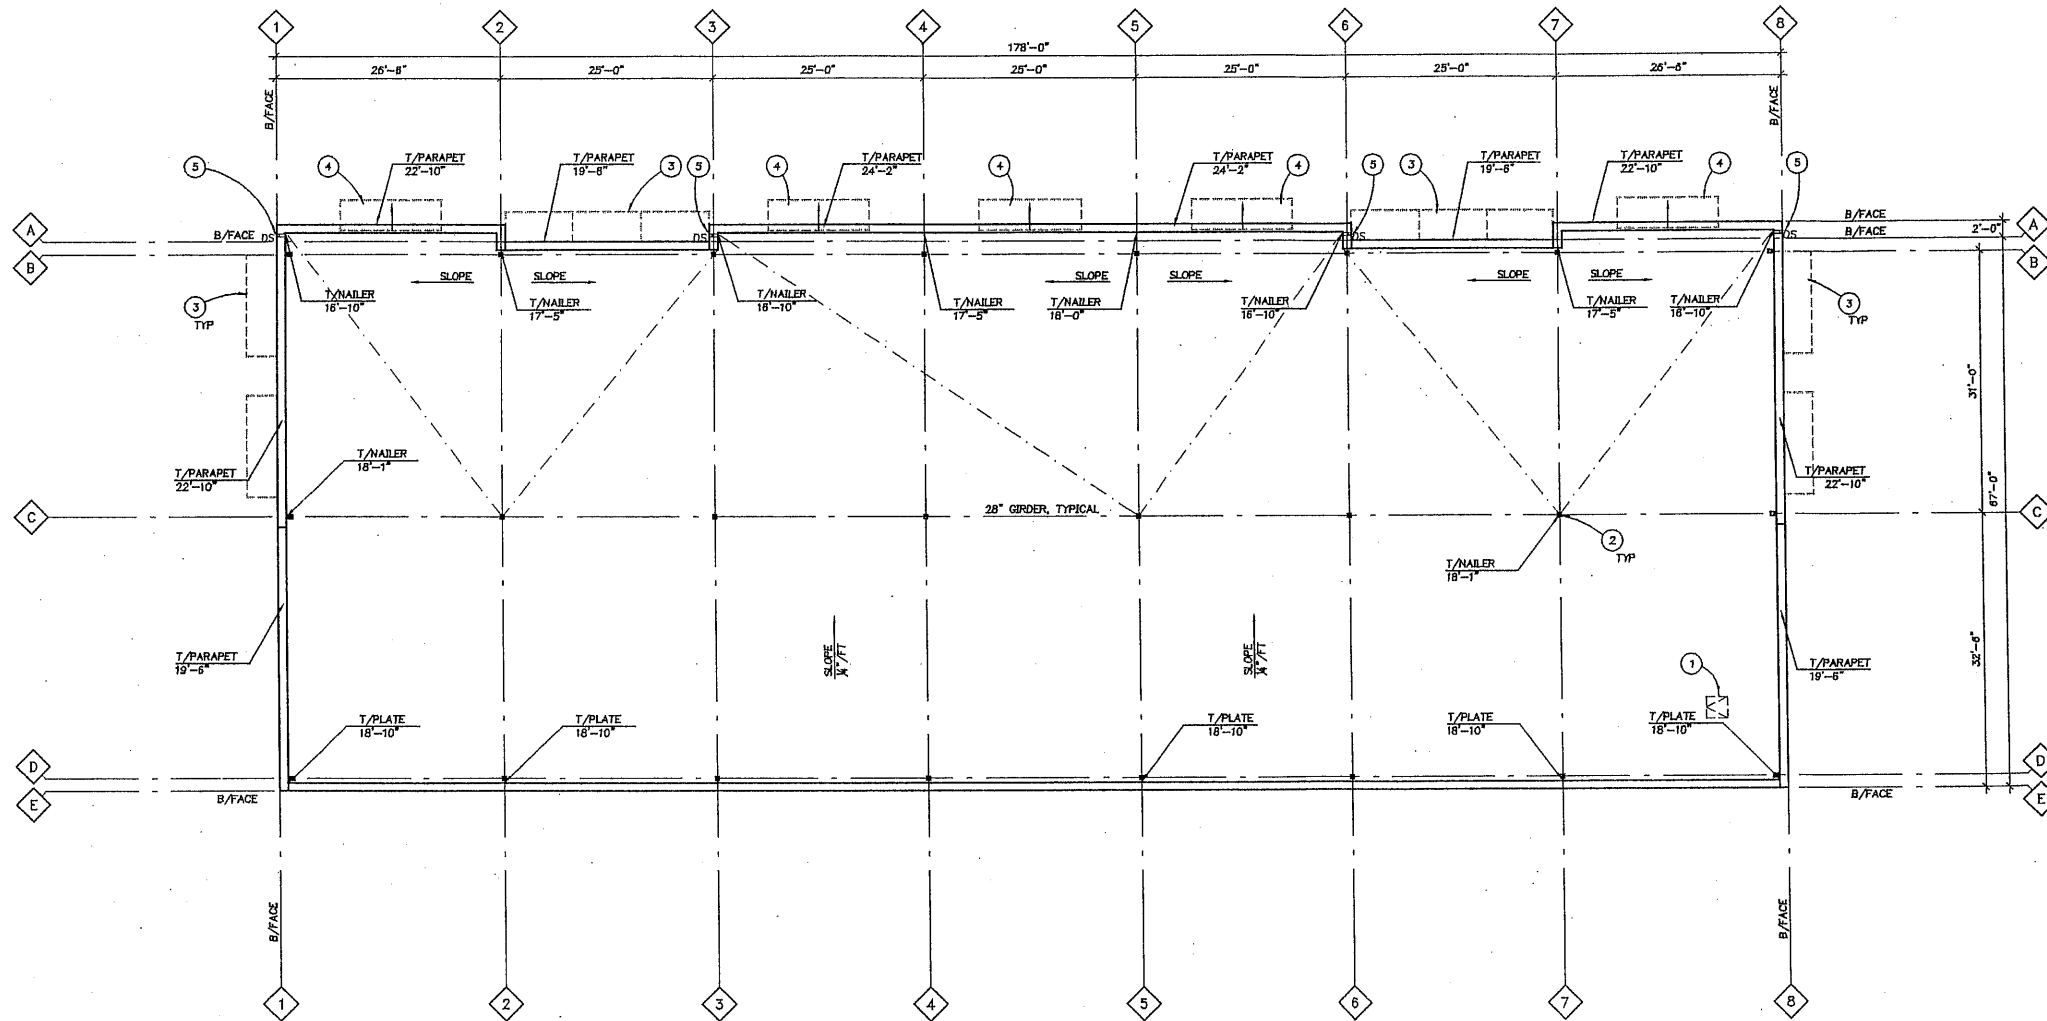 1 2 3 4 5 6 7 8
178'-0"
26'-6" 25'-0" 25'-0" 25'-0" 25'-0" 25'-0" 26'-6"
B/FACE B/FACE
5 4 T/PARAPET
22'-10"
T/PARAPET
19'-6"
3 5 4 T/PARAPET
24'-2"
4 T/PARAPET
24'-2"
4 5 3 T/PARAPET
19'-6"
T/PARAPET
22'-10"
4 5
A B/FACE DS DS DS DS B/FACE A
B/FACE 2'-0"
B B
SLOPE SLOPE SLOPE SLOPE SLOPE SLOPE
3
TYP
T/NAILER
16'-10"
T/NAILER
17'-5"
T/NAILER
16'-10"
T/NAILER
17'-5"
T/NAILER
18'-0"
T/NAILER
16'-10"
T/NAILER
17'-5"
T/NAILER
16'-10"
3
TYP
31'-0"
67'-0"
T/NAILER
18'-1"
T/PARAPET
22'-10"
T/PARAPET
22'-10"
C 28" GIRDER, TYPICAL C
2
TYP
T/NAILER
18'-1"
SLOPE
¼"/FT
SLOPE
¼"/FT
32'-6"
T/PARAPET
19'-6"
1
T/PARAPET
19'-6"
T/PLATE
18'-10"
T/PLATE
18'-10"
T/PLATE
18'-10"
T/PLATE
18'-10"
T/PLATE
18'-10"
D D
E B/FACE B/FACE E
B/FACE B/FACE
1 2 3 4 5 6 7 8